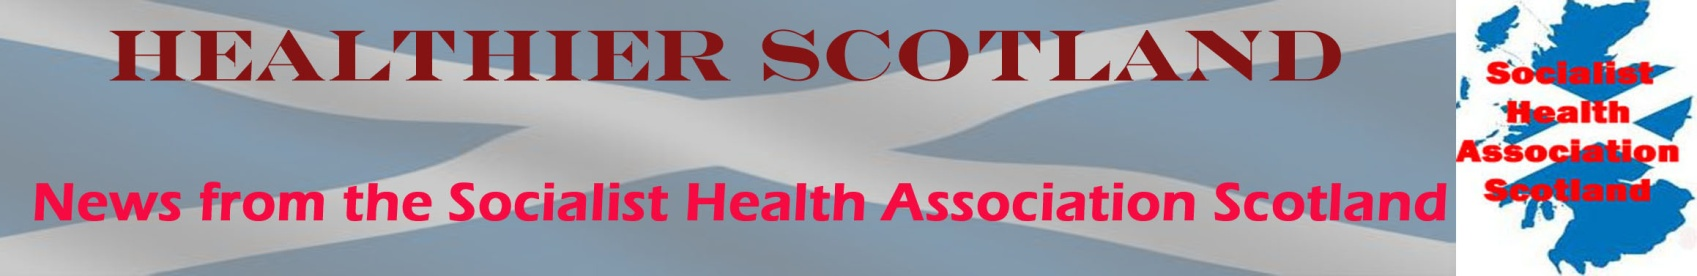 HEALTHIER SCOTLAND
News from the Socialist Health Association Scotland
Socialist
Health
Association
Scotland